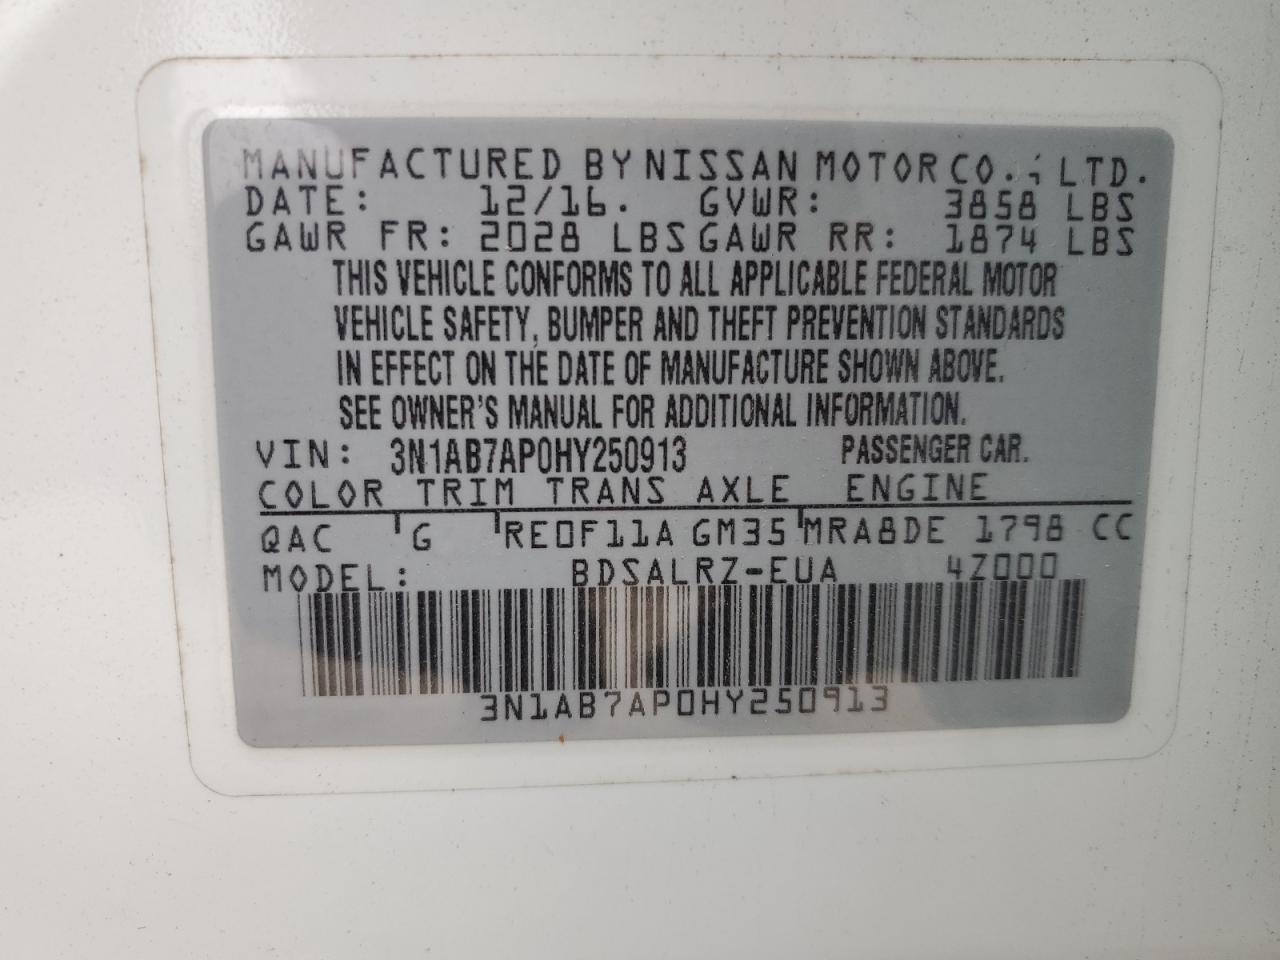 MANUFACTURED BY NISSAN MOTOR CO., LTD.
DATE: 12/16. GVWR: 3858 LBS
GAWR FR: 2028 LBS GAWR RR: 1874 LBS
THIS VEHICLE CONFORMS TO ALL APPLICABLE FEDERAL MOTOR
VEHICLE SAFETY, BUMPER AND THEFT PREVENTION STANDARDS
IN EFFECT ON THE DATE OF MANUFACTURE SHOWN ABOVE.
SEE OWNER'S MANUAL FOR ADDITIONAL INFORMATION.
VIN: 3N1AB7AP0HY250913 PASSENGER CAR.
COLOR TRIM TRANS AXLE ENGINE
QAC G RE0F11A GM35 MRA8DE 1798 CC
MODEL: BDSALRZ-EUA 4Z000
3N1AB7AP0HY250913